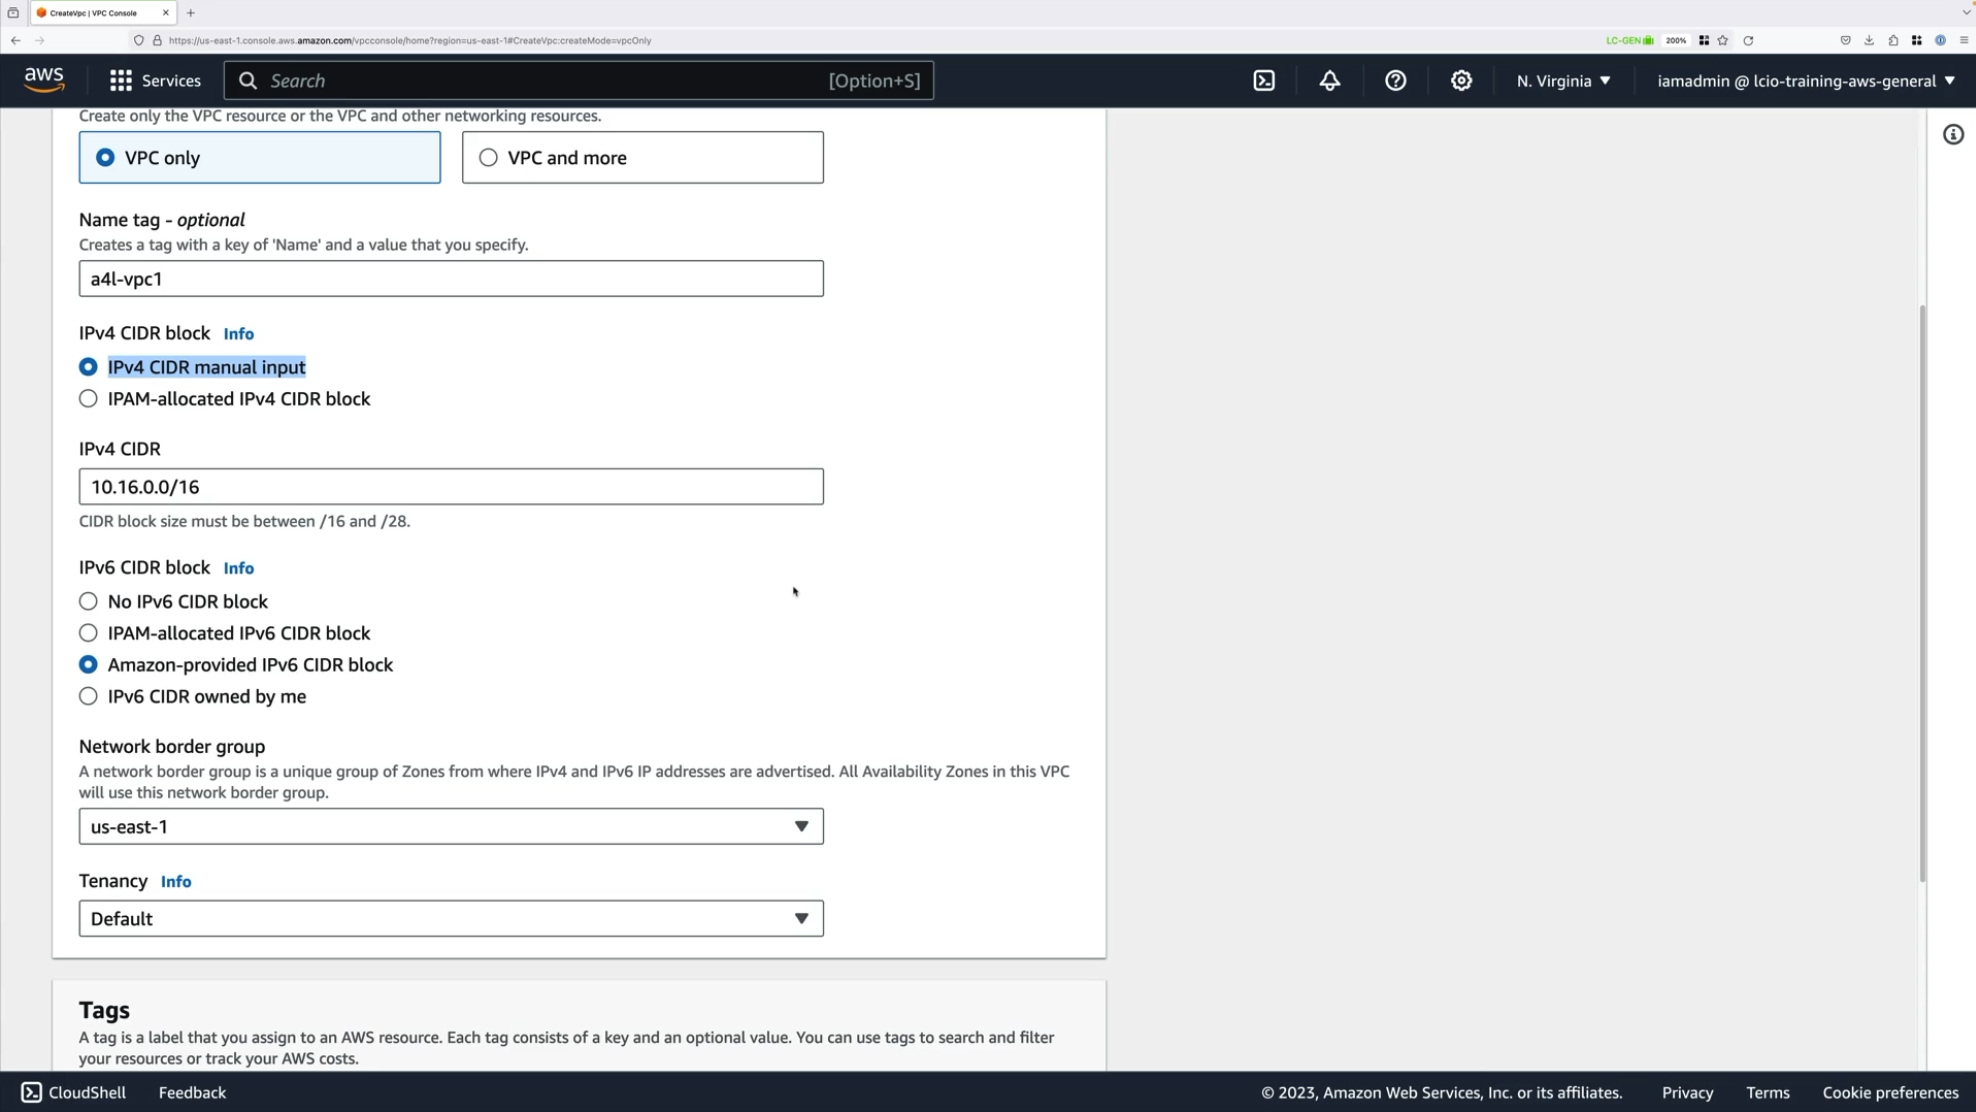 CreateVpc | VPC Console
https://us-east-1.console.aws.amazon.com/vpcconsole/home?region=us-east-1#CreateVpc:createMode=vpcOnly
LC-GEN
200%
aws
Services
Search
[Option+S]
N. Virginia
iamadmin @ lcio-training-aws-general
Create only the VPC resource or the VPC and other networking resources.
VPC only
VPC and more
Name tag - optional
Creates a tag with a key of 'Name' and a value that you specify.
a4l-vpc1
IPv4 CIDR block Info
IPv4 CIDR manual input
IPAM-allocated IPv4 CIDR block
IPv4 CIDR
10.16.0.0/16
CIDR block size must be between /16 and /28.
IPv6 CIDR block Info
No IPv6 CIDR block
IPAM-allocated IPv6 CIDR block
Amazon-provided IPv6 CIDR block
IPv6 CIDR owned by me
Network border group
A network border group is a unique group of Zones from where IPv4 and IPv6 IP addresses are advertised. All Availability Zones in this VPC
will use this network border group.
us-east-1
Tenancy Info
Default
Tags
A tag is a label that you assign to an AWS resource. Each tag consists of a key and an optional value. You can use tags to search and filter
your resources or track your AWS costs.
CloudShell
Feedback
© 2023, Amazon Web Services, Inc. or its affiliates.
Privacy
Terms
Cookie preferences